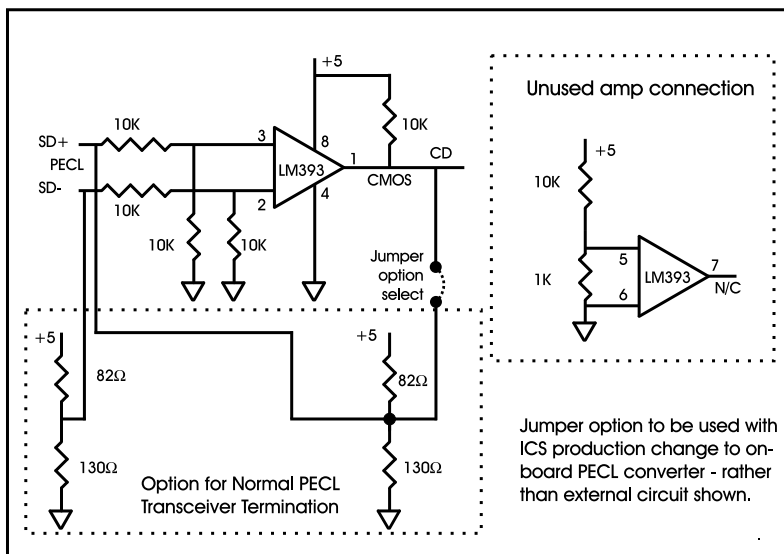 +5
10K
SD+
PECL
SD-
10K
3
2
8
LM393
4
1
10K
CMOS
CD
10K
10K
Jumper
option
select
+5
82Ω
130Ω
+5
82Ω
130Ω
Option for Normal PECL
Transceiver Termination
Unused amp connection
+5
10K
1K
5
6
LM393
7
N/C
Jumper option to be used with
ICS production change to on-
board PECL converter - rather
than external circuit shown.